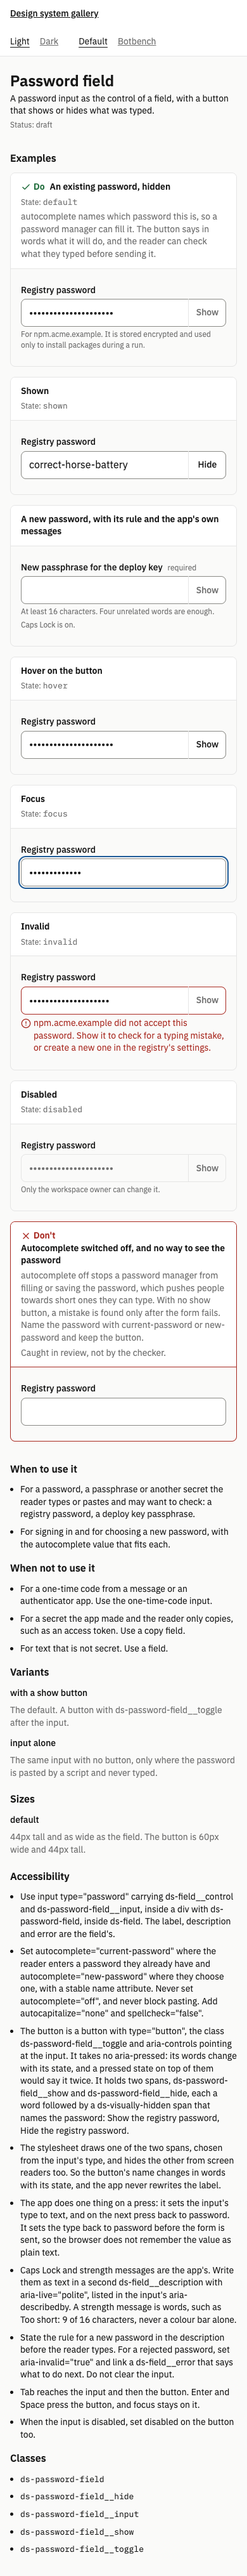 Design system gallery
Light Dark Default Botbench
Password field
A password input as the control of a field, with a button
that shows or hides what was typed.
Status: draft
Examples
Do An existing password, hidden
State: default
autocomplete names which password this is, so a
password manager can fill it. The button says in
words what it will do, and the reader can check
what they typed before sending it.
Registry password
•••••••••••••••••••• Show
For npm.acme.example. It is stored encrypted and used
only to install packages during a run.
Shown
State: shown
Registry password
correct-horse-battery Hide
A new password, with its rule and the app's own
messages
New passphrase for the deploy key required
Show
At least 16 characters. Four unrelated words are enough.
Caps Lock is on.
Hover on the button
State: hover
Registry password
•••••••••••••••••••• Show
Focus
State: focus
Registry password
•••••••••••••
Invalid
State: invalid
Registry password
••••••••••••••••••• Show
npm.acme.example did not accept this
password. Show it to check for a typing mistake,
or create a new one in the registry's settings.
Disabled
State: disabled
Registry password
•••••••••••••••••••• Show
Only the workspace owner can change it.
Don't
Autocomplete switched off, and no way to see the
password
autocomplete off stops a password manager from
filling or saving the password, which pushes people
towards short ones they can type. With no show
button, a mistake is found only after the form fails.
Name the password with current-password or new-
password and keep the button.
Caught in review, not by the checker.
Registry password
When to use it
• For a password, a passphrase or another secret the
reader types or pastes and may want to check: a
registry password, a deploy key passphrase.
• For signing in and for choosing a new password, with
the autocomplete value that fits each.
When not to use it
• For a one-time code from a message or an
authenticator app. Use the one-time-code input.
• For a secret the app made and the reader only copies,
such as an access token. Use a copy field.
• For text that is not secret. Use a field.
Variants
with a show button
The default. A button with ds-password-field__toggle
after the input.
input alone
The same input with no button, only where the password
is pasted by a script and never typed.
Sizes
default
44px tall and as wide as the field. The button is 60px
wide and 44px tall.
Accessibility
• Use input type="password" carrying ds-field__control
and ds-password-field__input, inside a div with ds-
password-field, inside ds-field. The label, description
and error are the field's.
• Set autocomplete="current-password" where the
reader enters a password they already have and
autocomplete="new-password" where they choose
one, with a stable name attribute. Never set
autocomplete="off", and never block pasting. Add
autocapitalize="none" and spellcheck="false".
• The button is a button with type="button", the class
ds-password-field__toggle and aria-controls pointing
at the input. It takes no aria-pressed: its words change
with its state, and a pressed state on top of them
would say it twice. It holds two spans, ds-password-
field__show and ds-password-field__hide, each a
word followed by a ds-visually-hidden span that
names the password: Show the registry password,
Hide the registry password.
• The stylesheet draws one of the two spans, chosen
from the input's type, and hides the other from screen
readers too. So the button's name changes in words
with its state, and the app never rewrites the label.
• The app does one thing on a press: it sets the input's
type to text, and on the next press back to password.
It sets the type back to password before the form is
sent, so the browser does not remember the value as
plain text.
• Caps Lock and strength messages are the app's. Write
them as text in a second ds-field__description with
aria-live="polite", listed in the input's aria-
describedby. A strength message is words, such as
Too short: 9 of 16 characters, never a colour bar alone.
• State the rule for a new password in the description
before the reader types. For a rejected password, set
aria-invalid="true" and link a ds-field__error that says
what to do next. Do not clear the input.
• Tab reaches the input and then the button. Enter and
Space press the button, and focus stays on it.
• When the input is disabled, set disabled on the button
too.
Classes
• ds-password-field
• ds-password-field__hide
• ds-password-field__input
• ds-password-field__show
• ds-password-field__toggle